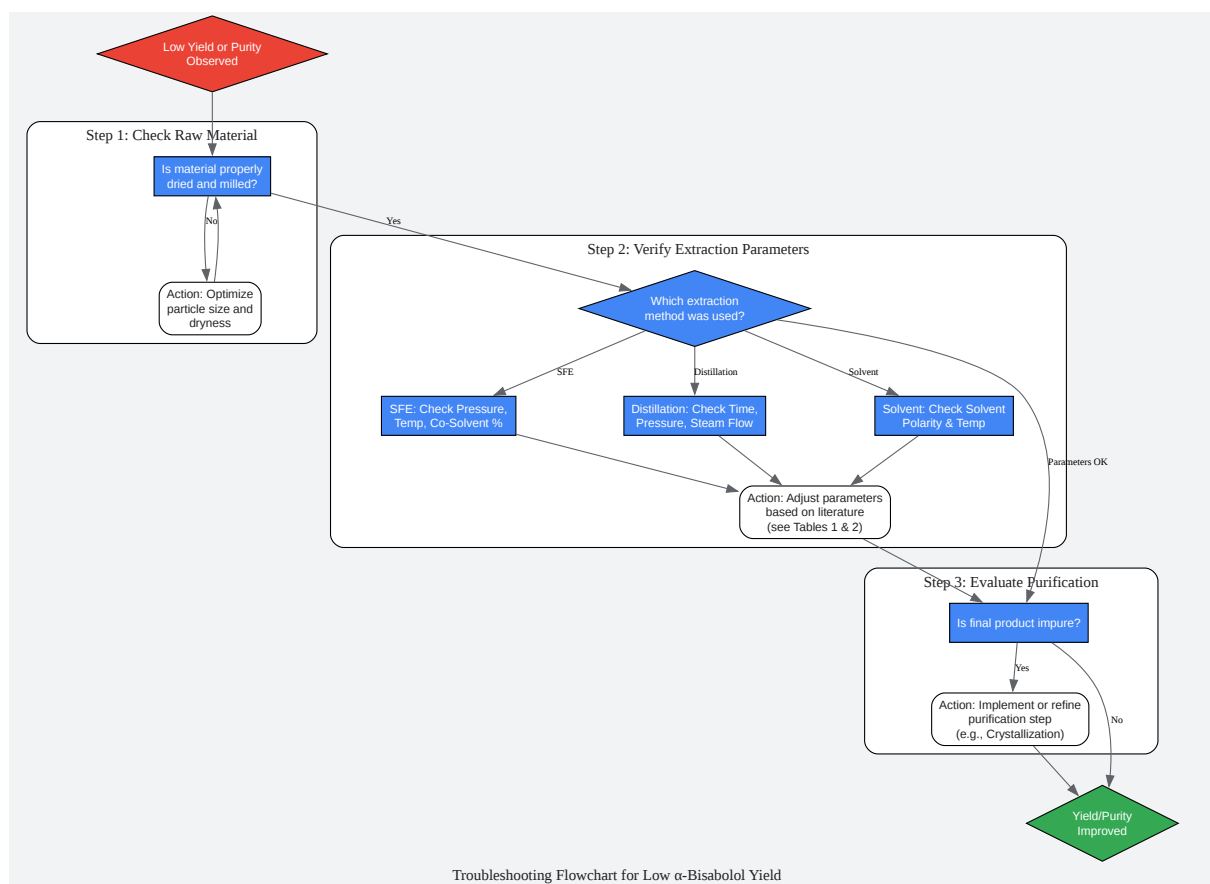 Low Yield or Purity
Observed
Step 1: Check Raw Material
Is material properly
dried and milled?
No
Yes
Action: Optimize
particle size and
dryness
Step 2: Verify Extraction Parameters
Which extraction
method was used?
SFE
Distillation
Solvent
SFE: Check Pressure,
Temp, Co-Solvent %
Distillation: Check Time,
Pressure, Steam Flow
Solvent: Check Solvent
Polarity & Temp
Parameters OK
Action: Adjust parameters
based on literature
(see Tables 1 & 2)
Step 3: Evaluate Purification
Is final product impure?
Yes
Action: Implement or refine
purification step
(e.g., Crystallization)
No
Yield/Purity
Improved
Troubleshooting Flowchart for Low α-Bisabolol Yield